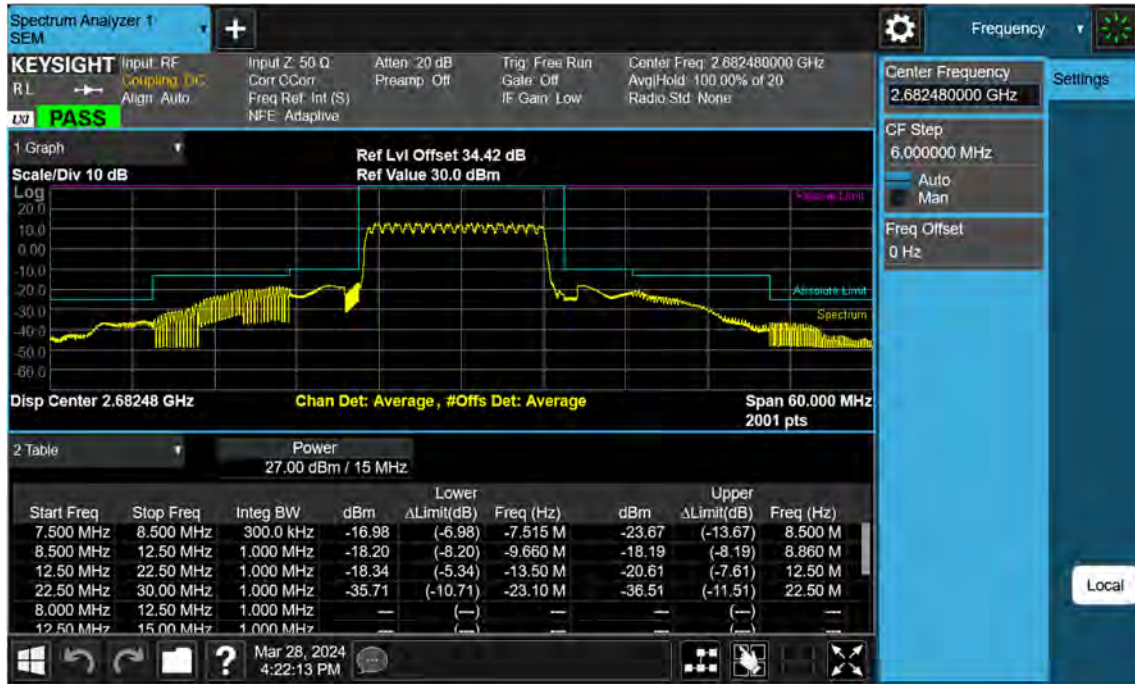 Spectrum Analyzer 1
SEM
Frequency
KEYSIGHT Input: RF Input Z: 50 Ω Atten: 20 dB Trig: Free Run Center Freq: 2.682480000 GHz
RL Coupling: DC Corr CCorr Preamp: Off Gate: Off Avg|Hold: 100.00% of 20
Align: Auto Freq Ref: Int (S) IF Gain: Low Radio Std: None
LXI PASS NFE: Adaptive
Center Frequency
2.682480000 GHz
Settings
CF Step
6.000000 MHz
Auto
Man
Freq Offset
0 Hz
1 Graph
Ref Lvl Offset 34.42 dB
Scale/Div 10 dB Ref Value 30.0 dBm
Log
Relative Limit
20.0
10.0
0.00
-10.0
-20.0
Absolute Limit
-30.0
Spectrum
-40.0
-50.0
-60.0
Disp Center 2.68248 GHz Chan Det: Average, #Offs Det: Average Span 60.000 MHz
2001 pts
2 Table Power
27.00 dBm / 15 MHz
Lower Upper
Start Freq Stop Freq Integ BW dBm ΔLimit(dB) Freq (Hz) dBm ΔLimit(dB) Freq (Hz)
7.500 MHz 8.500 MHz 300.0 kHz -16.98 (-6.98) -7.515 M -23.67 (-13.67) 8.500 M
8.500 MHz 12.50 MHz 1.000 MHz -18.20 (-8.20) -9.660 M -18.19 (-8.19) 8.860 M
12.50 MHz 22.50 MHz 1.000 MHz -18.34 (-5.34) -13.50 M -20.61 (-7.61) 12.50 M
22.50 MHz 30.00 MHz 1.000 MHz -35.71 (-10.71) -23.10 M -36.51 (-11.51) 22.50 M
8.000 MHz 12.50 MHz 1.000 MHz --- (---) --- --- (---) ---
12.50 MHz 15.00 MHz 1.000 MHz --- (---) --- --- (---) ---
Local
? Mar 28, 2024
4:22:13 PM